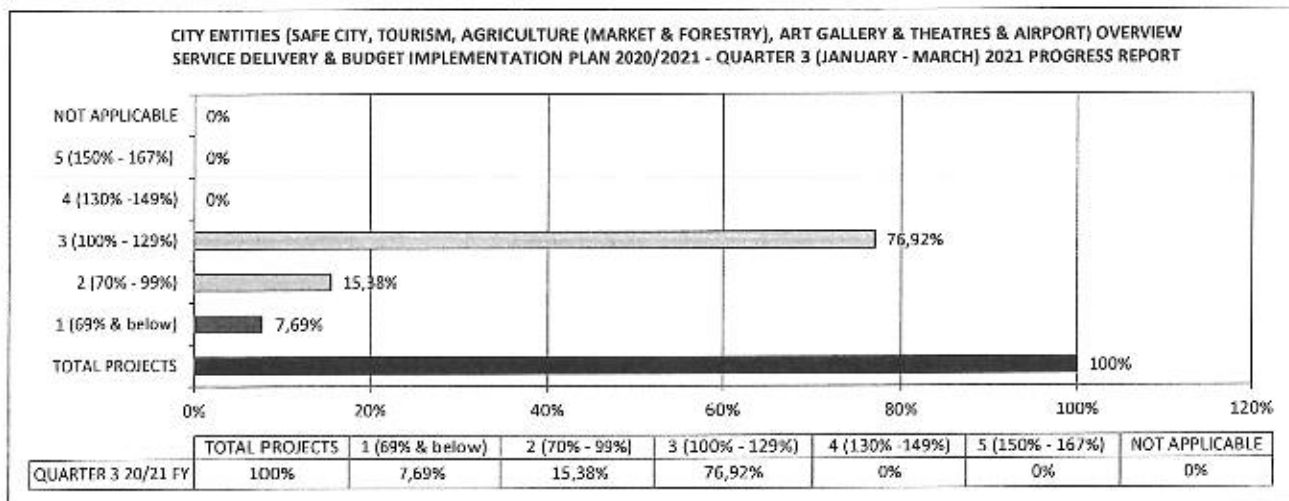 CITY ENTITIES (SAFE CITY, TOURISM, AGRICULTURE (MARKET & FORESTRY), ART GALLERY & THEATRES & AIRPORT) OVERVIEW
SERVICE DELIVERY & BUDGET IMPLEMENTATION PLAN 2020/2021 - QUARTER 3 (JANUARY - MARCH) 2021 PROGRESS REPORT
NOT APPLICABLE 0%
5 (150% - 167%) 0%
4 (130% -149%) 0%
3 (100% - 129%) 76,92%
2 (70% - 99%) 15,38%
1 (69% & below) 7,69%
TOTAL PROJECTS 100%
0% 20% 40% 60% 80% 100% 120%
TOTAL PROJECTS 1 (69% & below) 2 (70% - 99%) 3 (100% - 129%) 4 (130% -149%) 5 (150% - 167%) NOT APPLICABLE
QUARTER 3 20/21 FY 100% 7,69% 15,38% 76,92% 0% 0% 0%